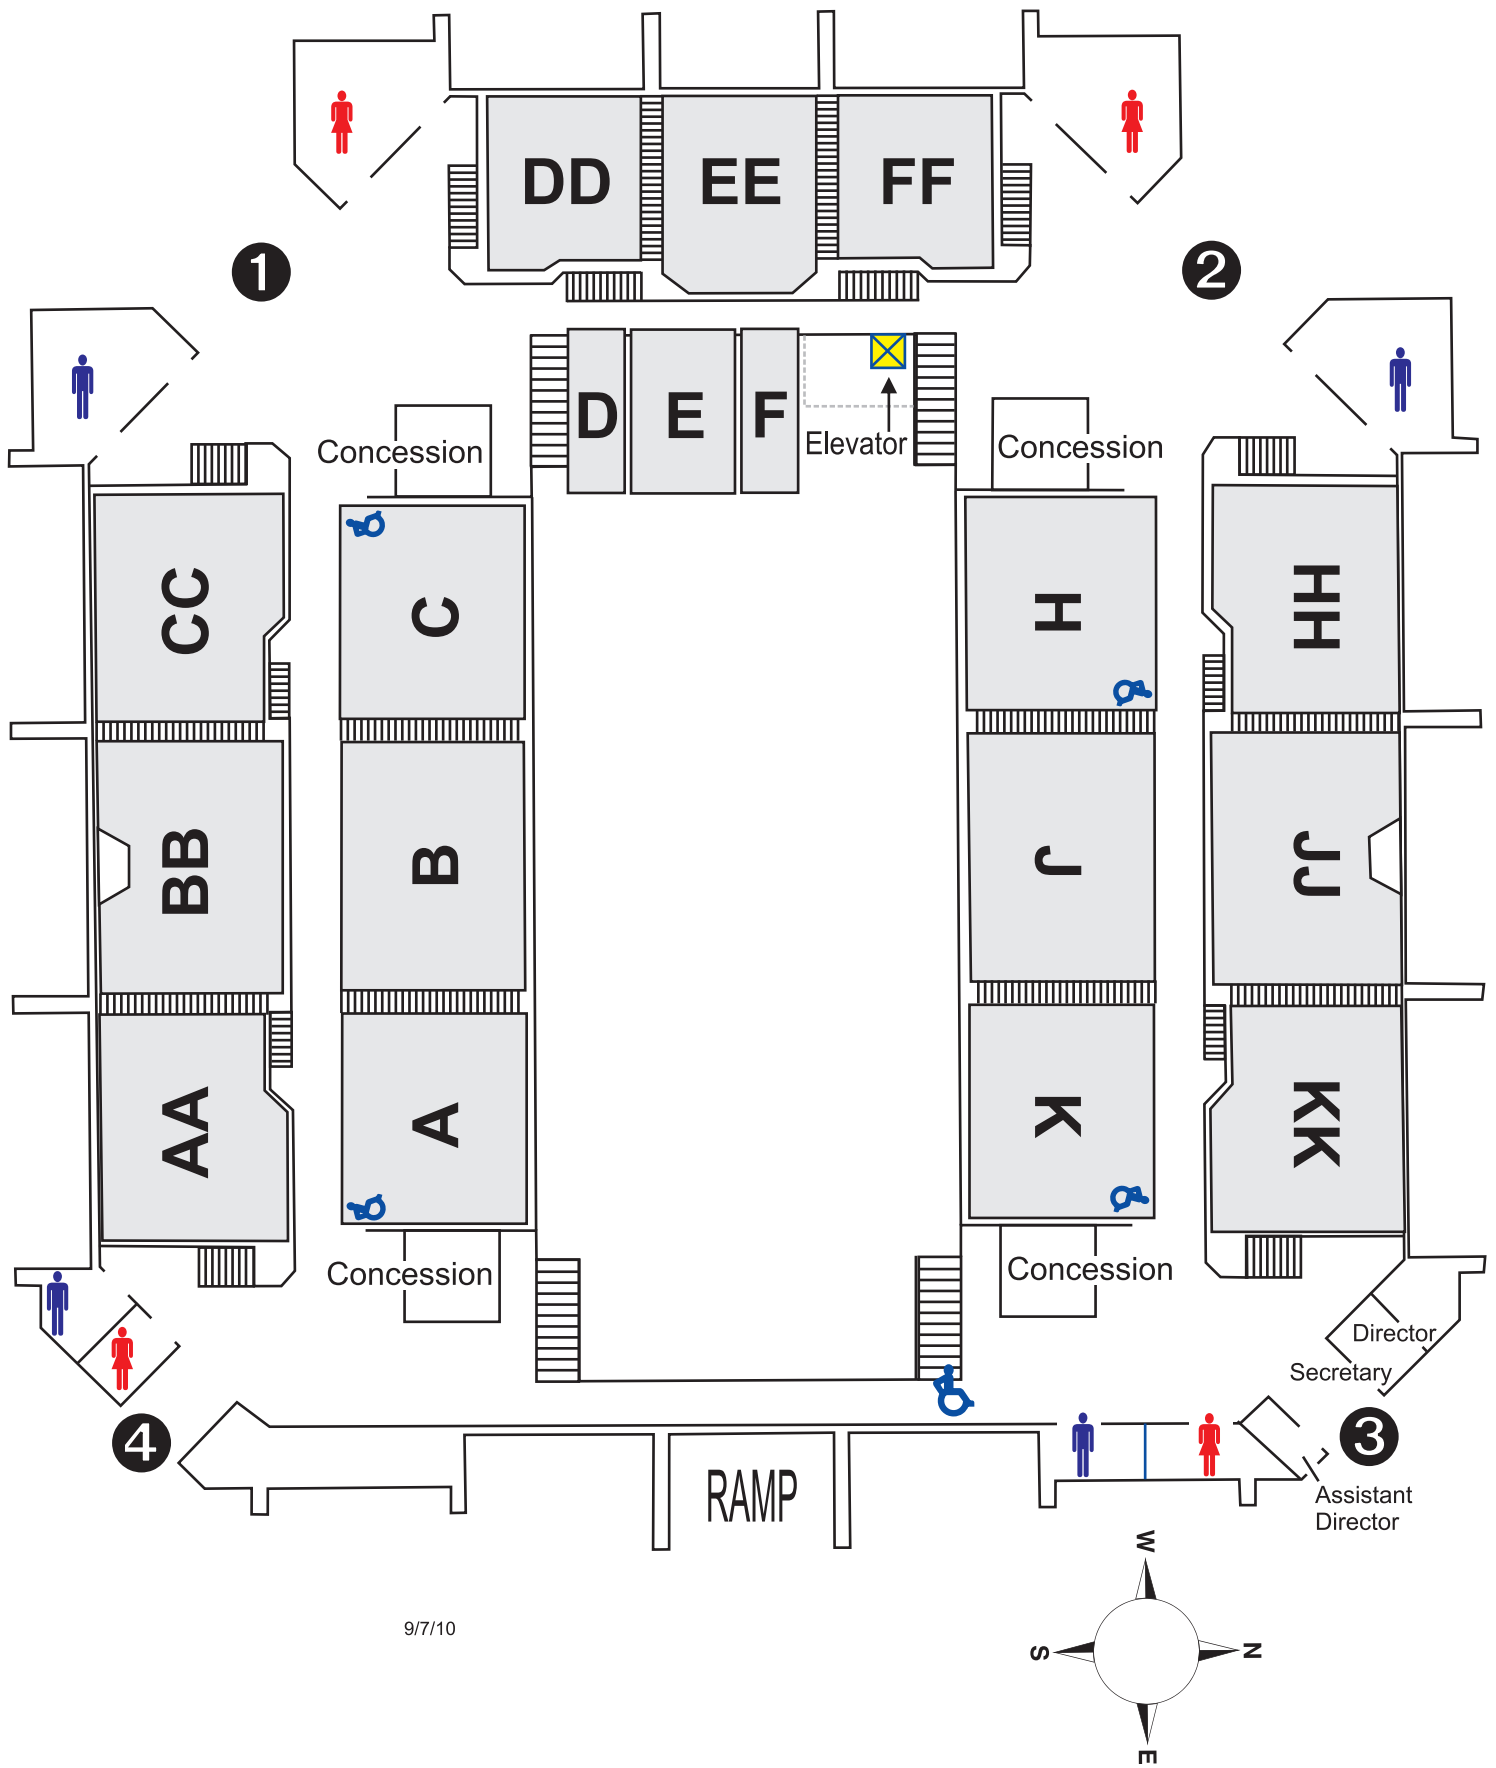 DD
EE
FF
1
2
D
E
F
Elevator
Concession
Concession
CC
C
H
HH
BB
B
J
JJ
AA
A
K
KK
Concession
Concession
Director
Secretary
4
3
RAMP
Assistant
Director
W
S
N
E
9/7/10